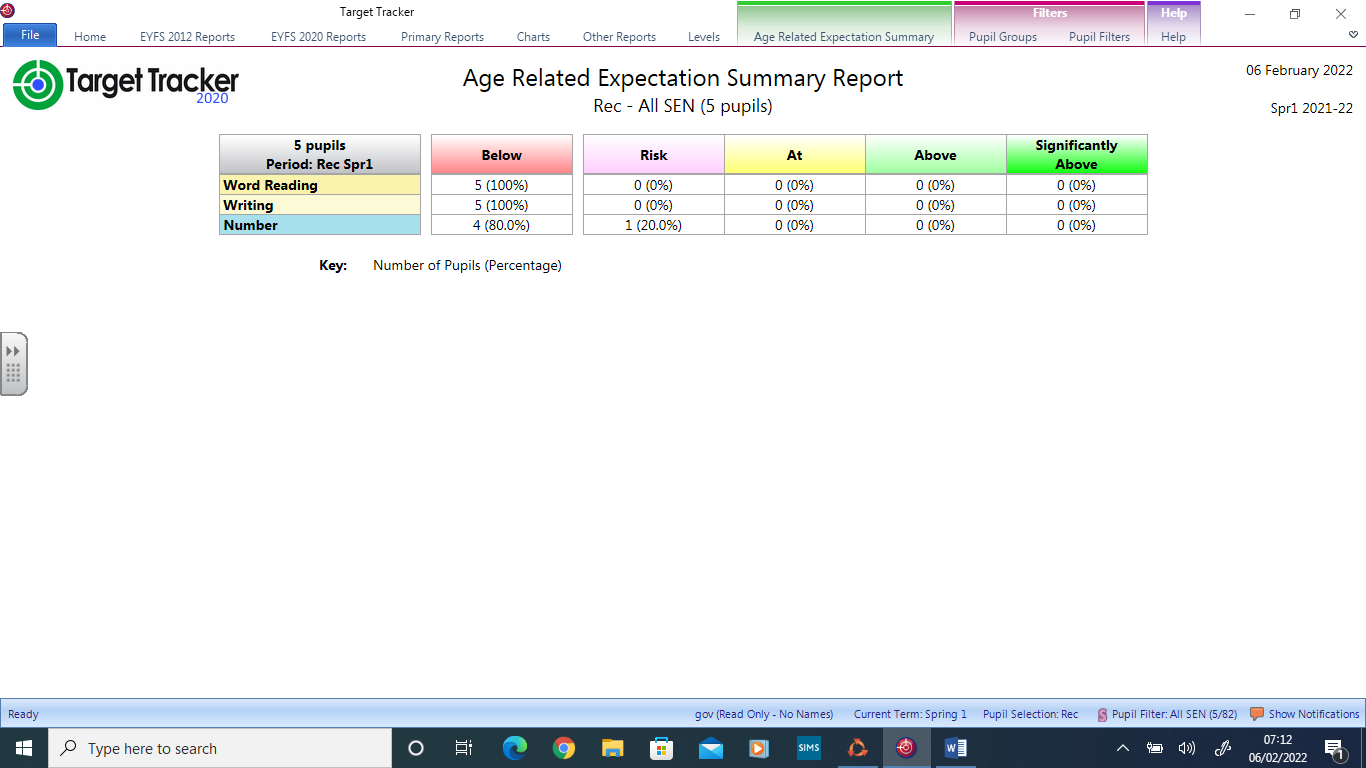 Target Tracker
Filters
Help
File
Home
EYFS 2012 Reports
EYFS 2020 Reports
Primary Reports
Charts
Other Reports
Levels
Age Related Expectation Summary
Pupil Groups
Pupil Filters
Help
Target Tracker
2020
Age Related Expectation Summary Report
Rec - All SEN (5 pupils)
06 February 2022
Spr1 2021-22
5 pupils
Period: Rec Spr1
Below
Risk
At
Above
Significantly
Above
Word Reading 5 (100%) 0 (0%) 0 (0%) 0 (0%) 0 (0%)
Writing 5 (100%) 0 (0%) 0 (0%) 0 (0%) 0 (0%)
Number 4 (80.0%) 1 (20.0%) 0 (0%) 0 (0%) 0 (0%)
Key: Number of Pupils (Percentage)
Ready
gov (Read Only - No Names)
Current Term: Spring 1
Pupil Selection: Rec
Pupil Filter: All SEN (5/82)
Show Notifications
Type here to search
SIMS
07:12
06/02/2022
1